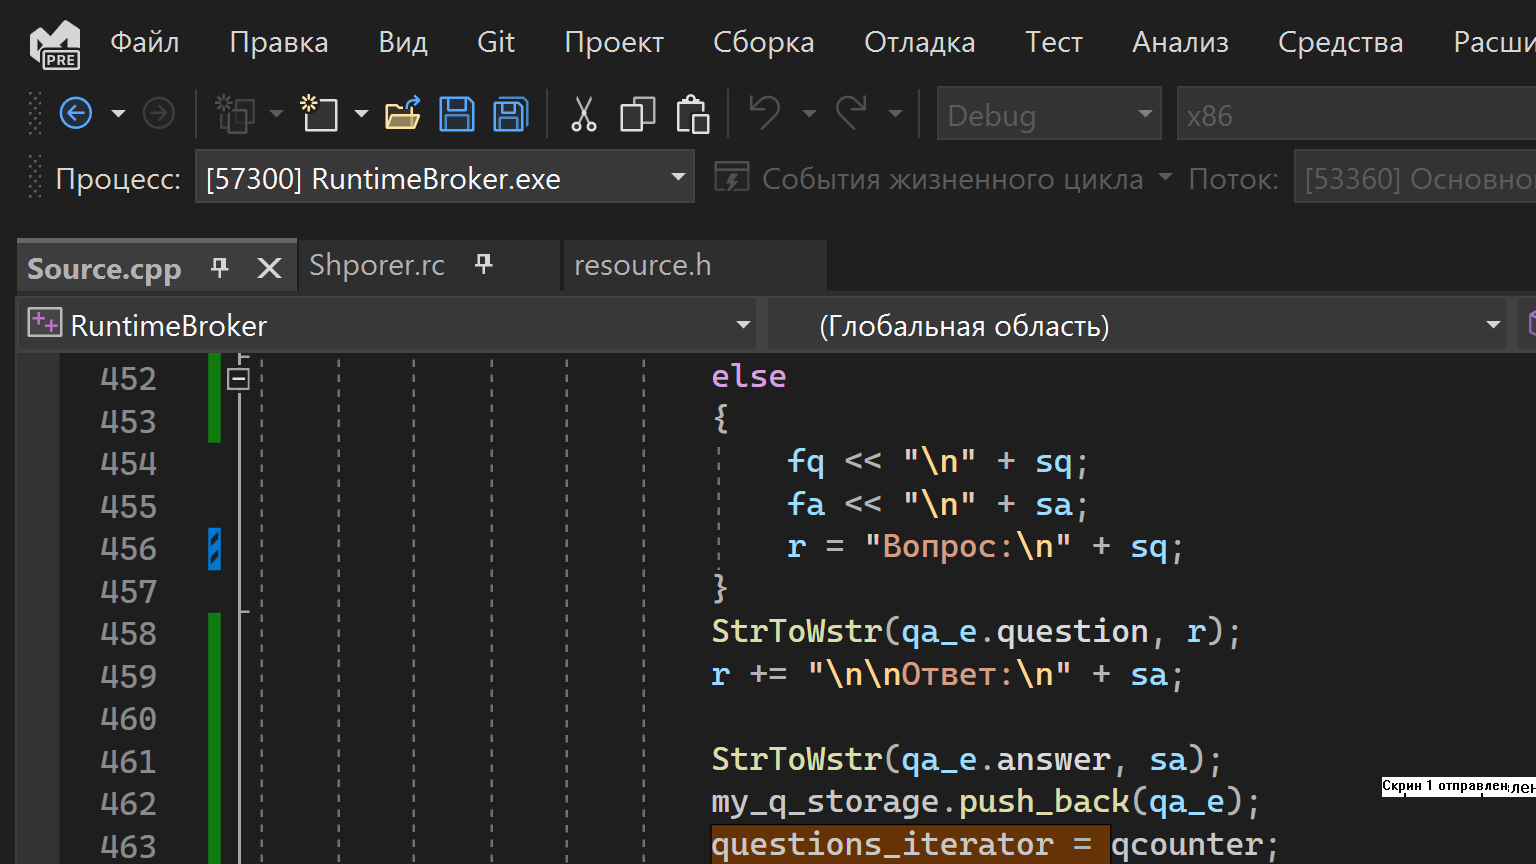 PRE
Файл Правка Вид Git Проект Сборка Отладка Тест Анализ Средства Расши
Debug x86
Процесс: [57300] RuntimeBroker.exe События жизненного цикла Поток: [53360] Основно
Source.cpp Shporer.rc resource.h
RuntimeBroker (Глобальная область)
452 else
453 {
454 fq << "\n" + sq;
455 fa << "\n" + sa;
456 r = "Вопрос:\n" + sq;
457 }
458 StrToWstr(qa_e.question, r);
459 r += "\n\nОтвет:\n" + sa;
460
461 StrToWstr(qa_e.answer, sa);
Скрин 1 отправлен
462 my_q_storage.push_back(qa_e);
463 questions_iterator = qcounter;